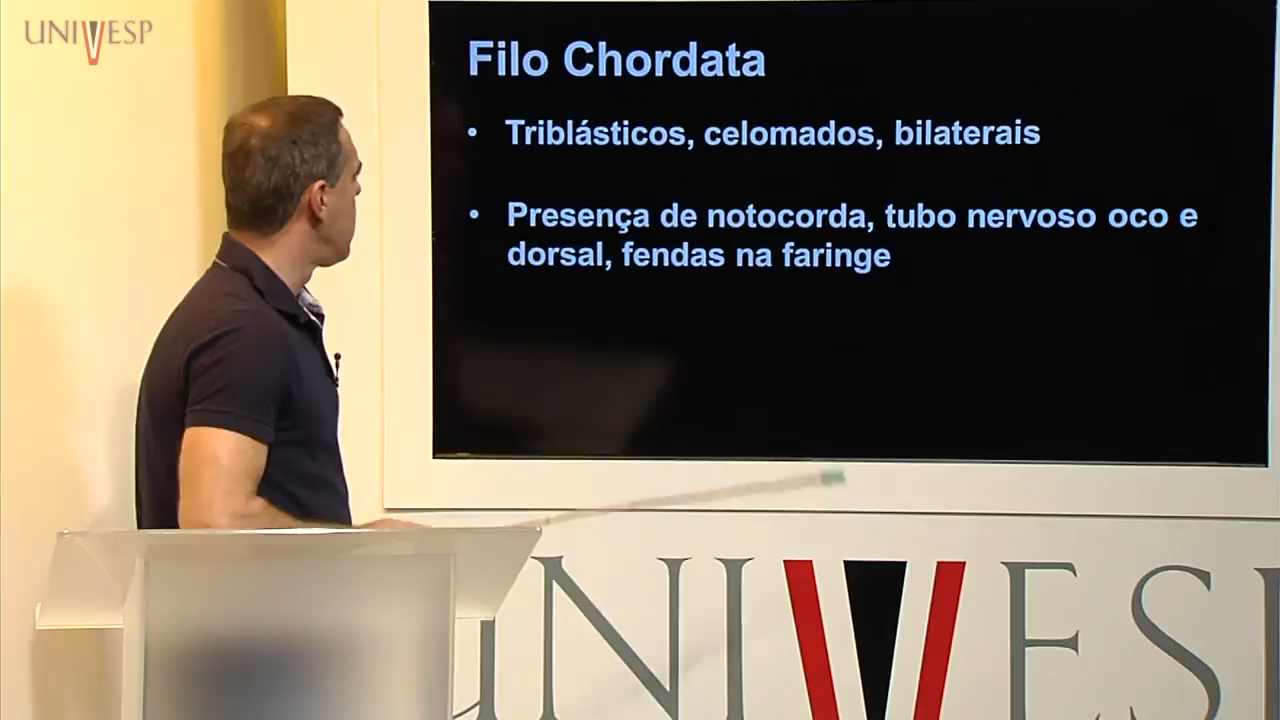 UNIVESP
Filo Chordata
• Triblásticos, celomados, bilaterais
• Presença de notocorda, tubo nervoso oco e
dorsal, fendas na faringe
UNIVESP